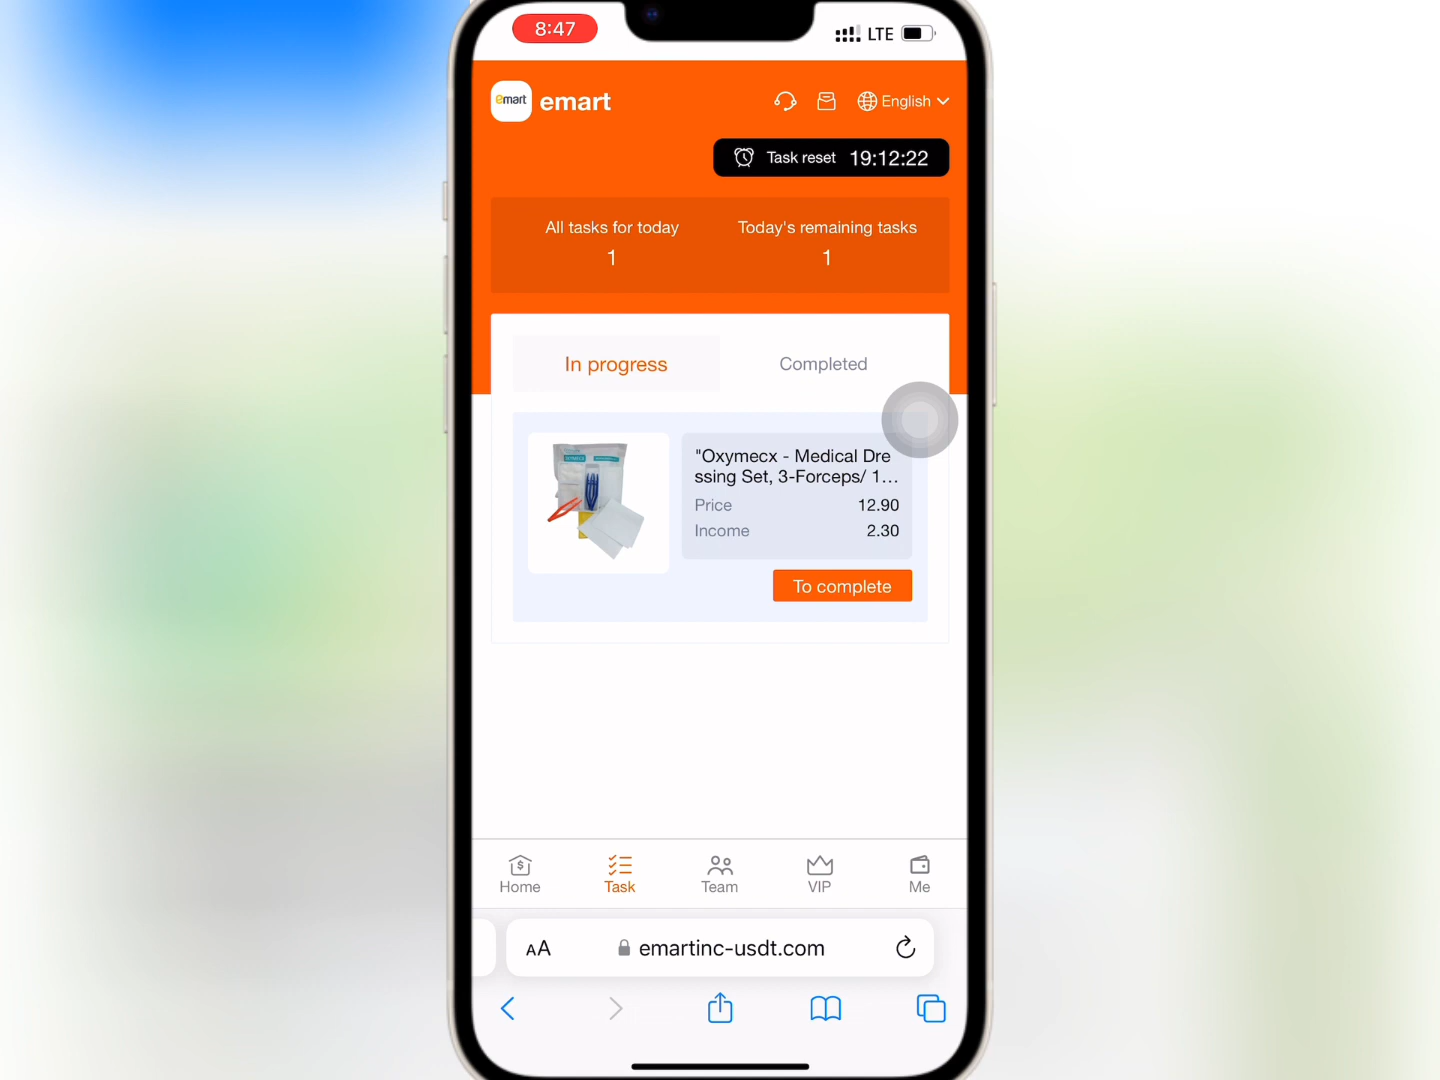 8:47
LTE
emart
emart
English
Task reset 19:12:22
All tasks for today
1
Today's remaining tasks
1
In progress
Completed
"Oxymecx - Medical Dre
ssing Set, 3-Forceps/ 1...
Price 12.90
Income 2.30
To complete
Home
Task
Team
VIP
Me
AA
emartinc-usdt.com